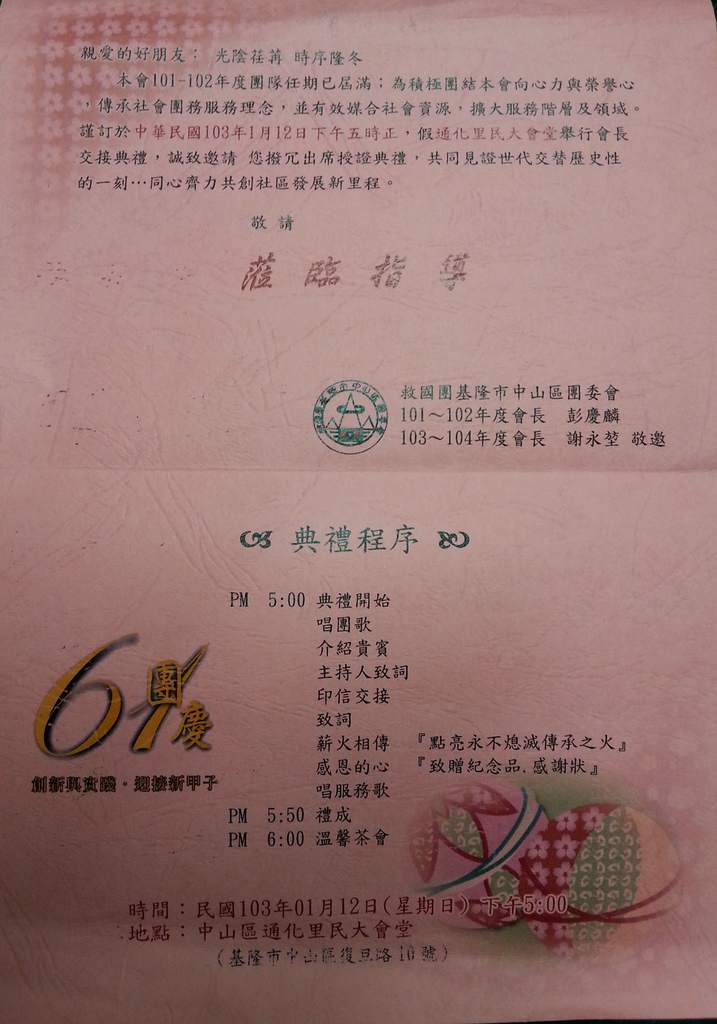 親愛的好朋友： 光陰荏苒 時序隆冬
本會101-102年度團隊任期已屆滿；為積極團結本會向心力與榮譽心
，傳承社會團務服務理念，並有效媒合社會資源，擴大服務階層及領域。
謹訂於中華民國103年1月12日下午五時正，假通化里民大會堂舉行會長
交接典禮，誠致邀請 您撥冗出席授證典禮，共同見證世代交替歷史性
的一刻…同心齊力共創社區發展新里程。
敬 請
蒞 臨 指 導
救國團基隆市中山區團委會
101～102年度會長 彭慶麟
103～104年度會長 謝永堃 敬邀
典禮程序
PM 5:00 典禮開始
唱團歌
介紹貴賓
主持人致詞
印信交接
致詞
薪火相傳 『點亮永不熄滅傳承之火』
感恩的心 『致贈紀念品.感謝狀』
唱服務歌
PM 5:50 禮成
PM 6:00 溫馨茶會
61 團慶
創新與實踐・迎接新甲子
時間：民國103年01月12日(星期日) 下午5:00
地點：中山區通化里民大會堂
(基隆市中山區復旦路10號)